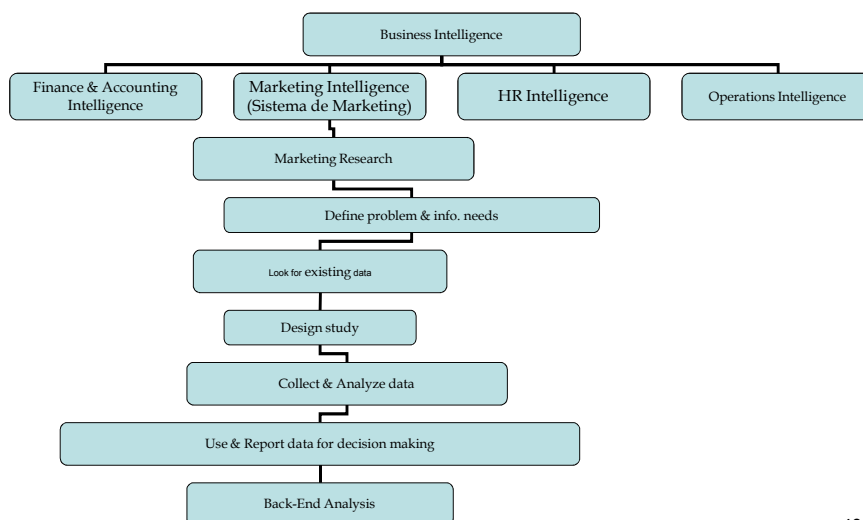 Business Intelligence
Finance & Accounting
Intelligence
Marketing Intelligence
(Sistema de Marketing)
HR Intelligence
Operations Intelligence
Marketing Research
Define problem & info. needs
Look for existing data
Design study
Collect & Analyze data
Use & Report data for decision making
Back-End Analysis